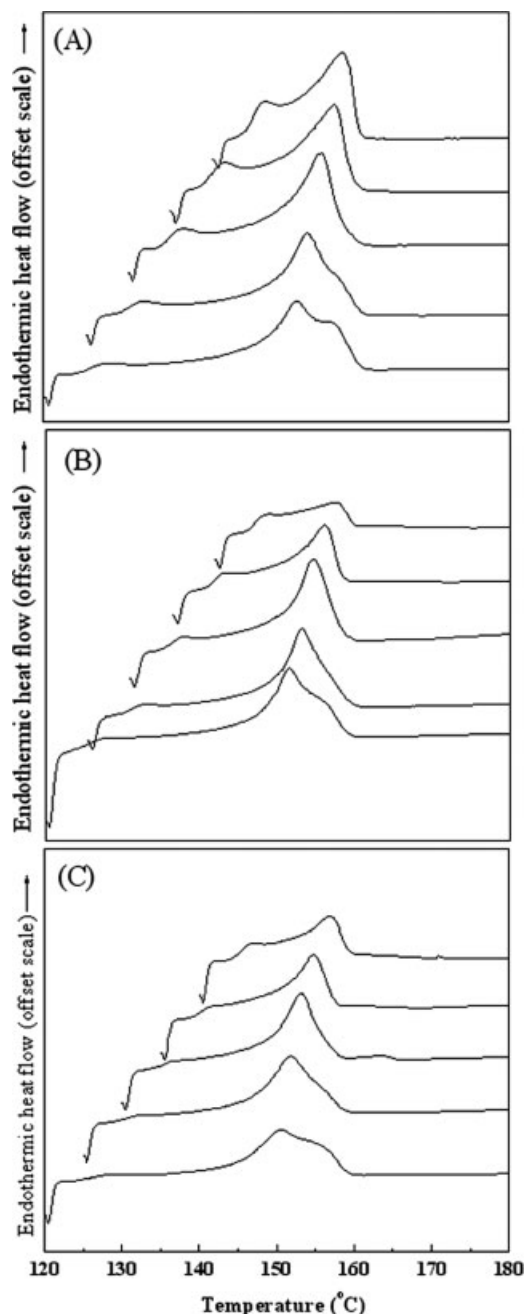 (A)
Endothermic heat flow (offset scale)
(B)
Endothermic heat flow (offset scale)
(C)
Endothermic heat flow (offset scale)
120 130 140 150 160 170 180
Temperature (°C)